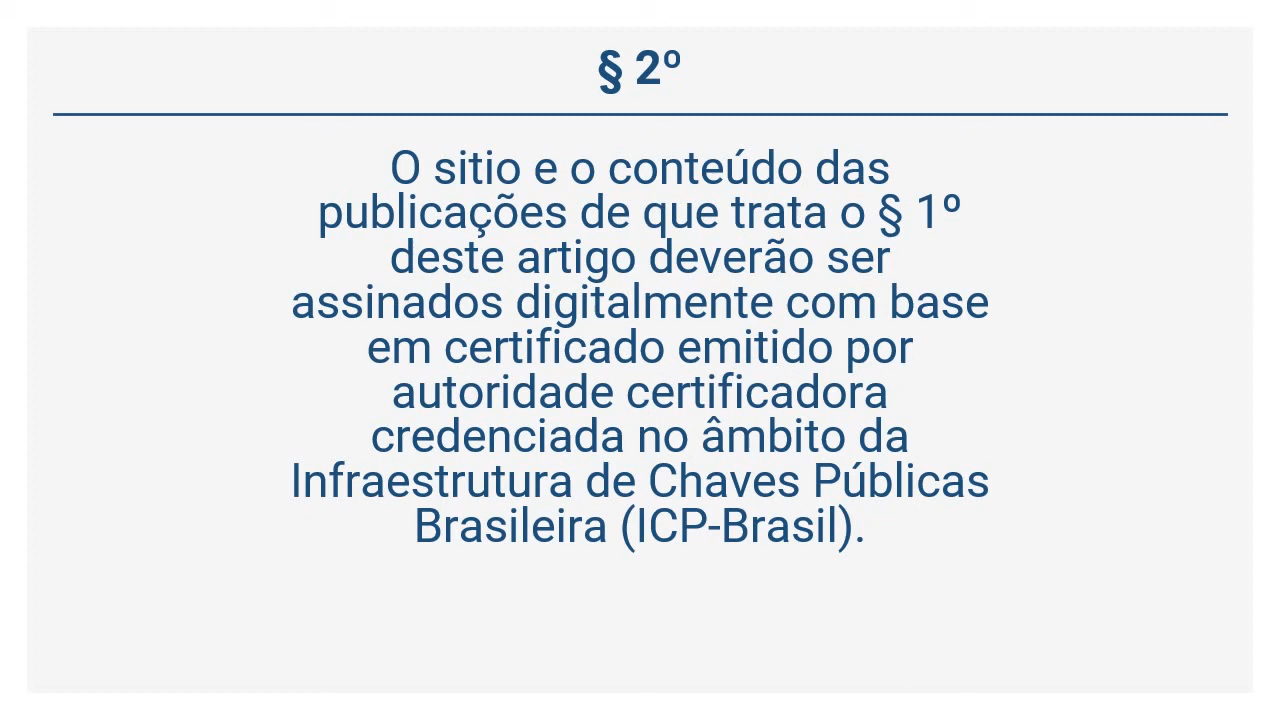 § 2º
O sitio e o conteúdo das
publicações de que trata o § 1º
deste artigo deverão ser
assinados digitalmente com base
em certificado emitido por
autoridade certificadora
credenciada no âmbito da
Infraestrutura de Chaves Públicas
Brasileira (ICP-Brasil).